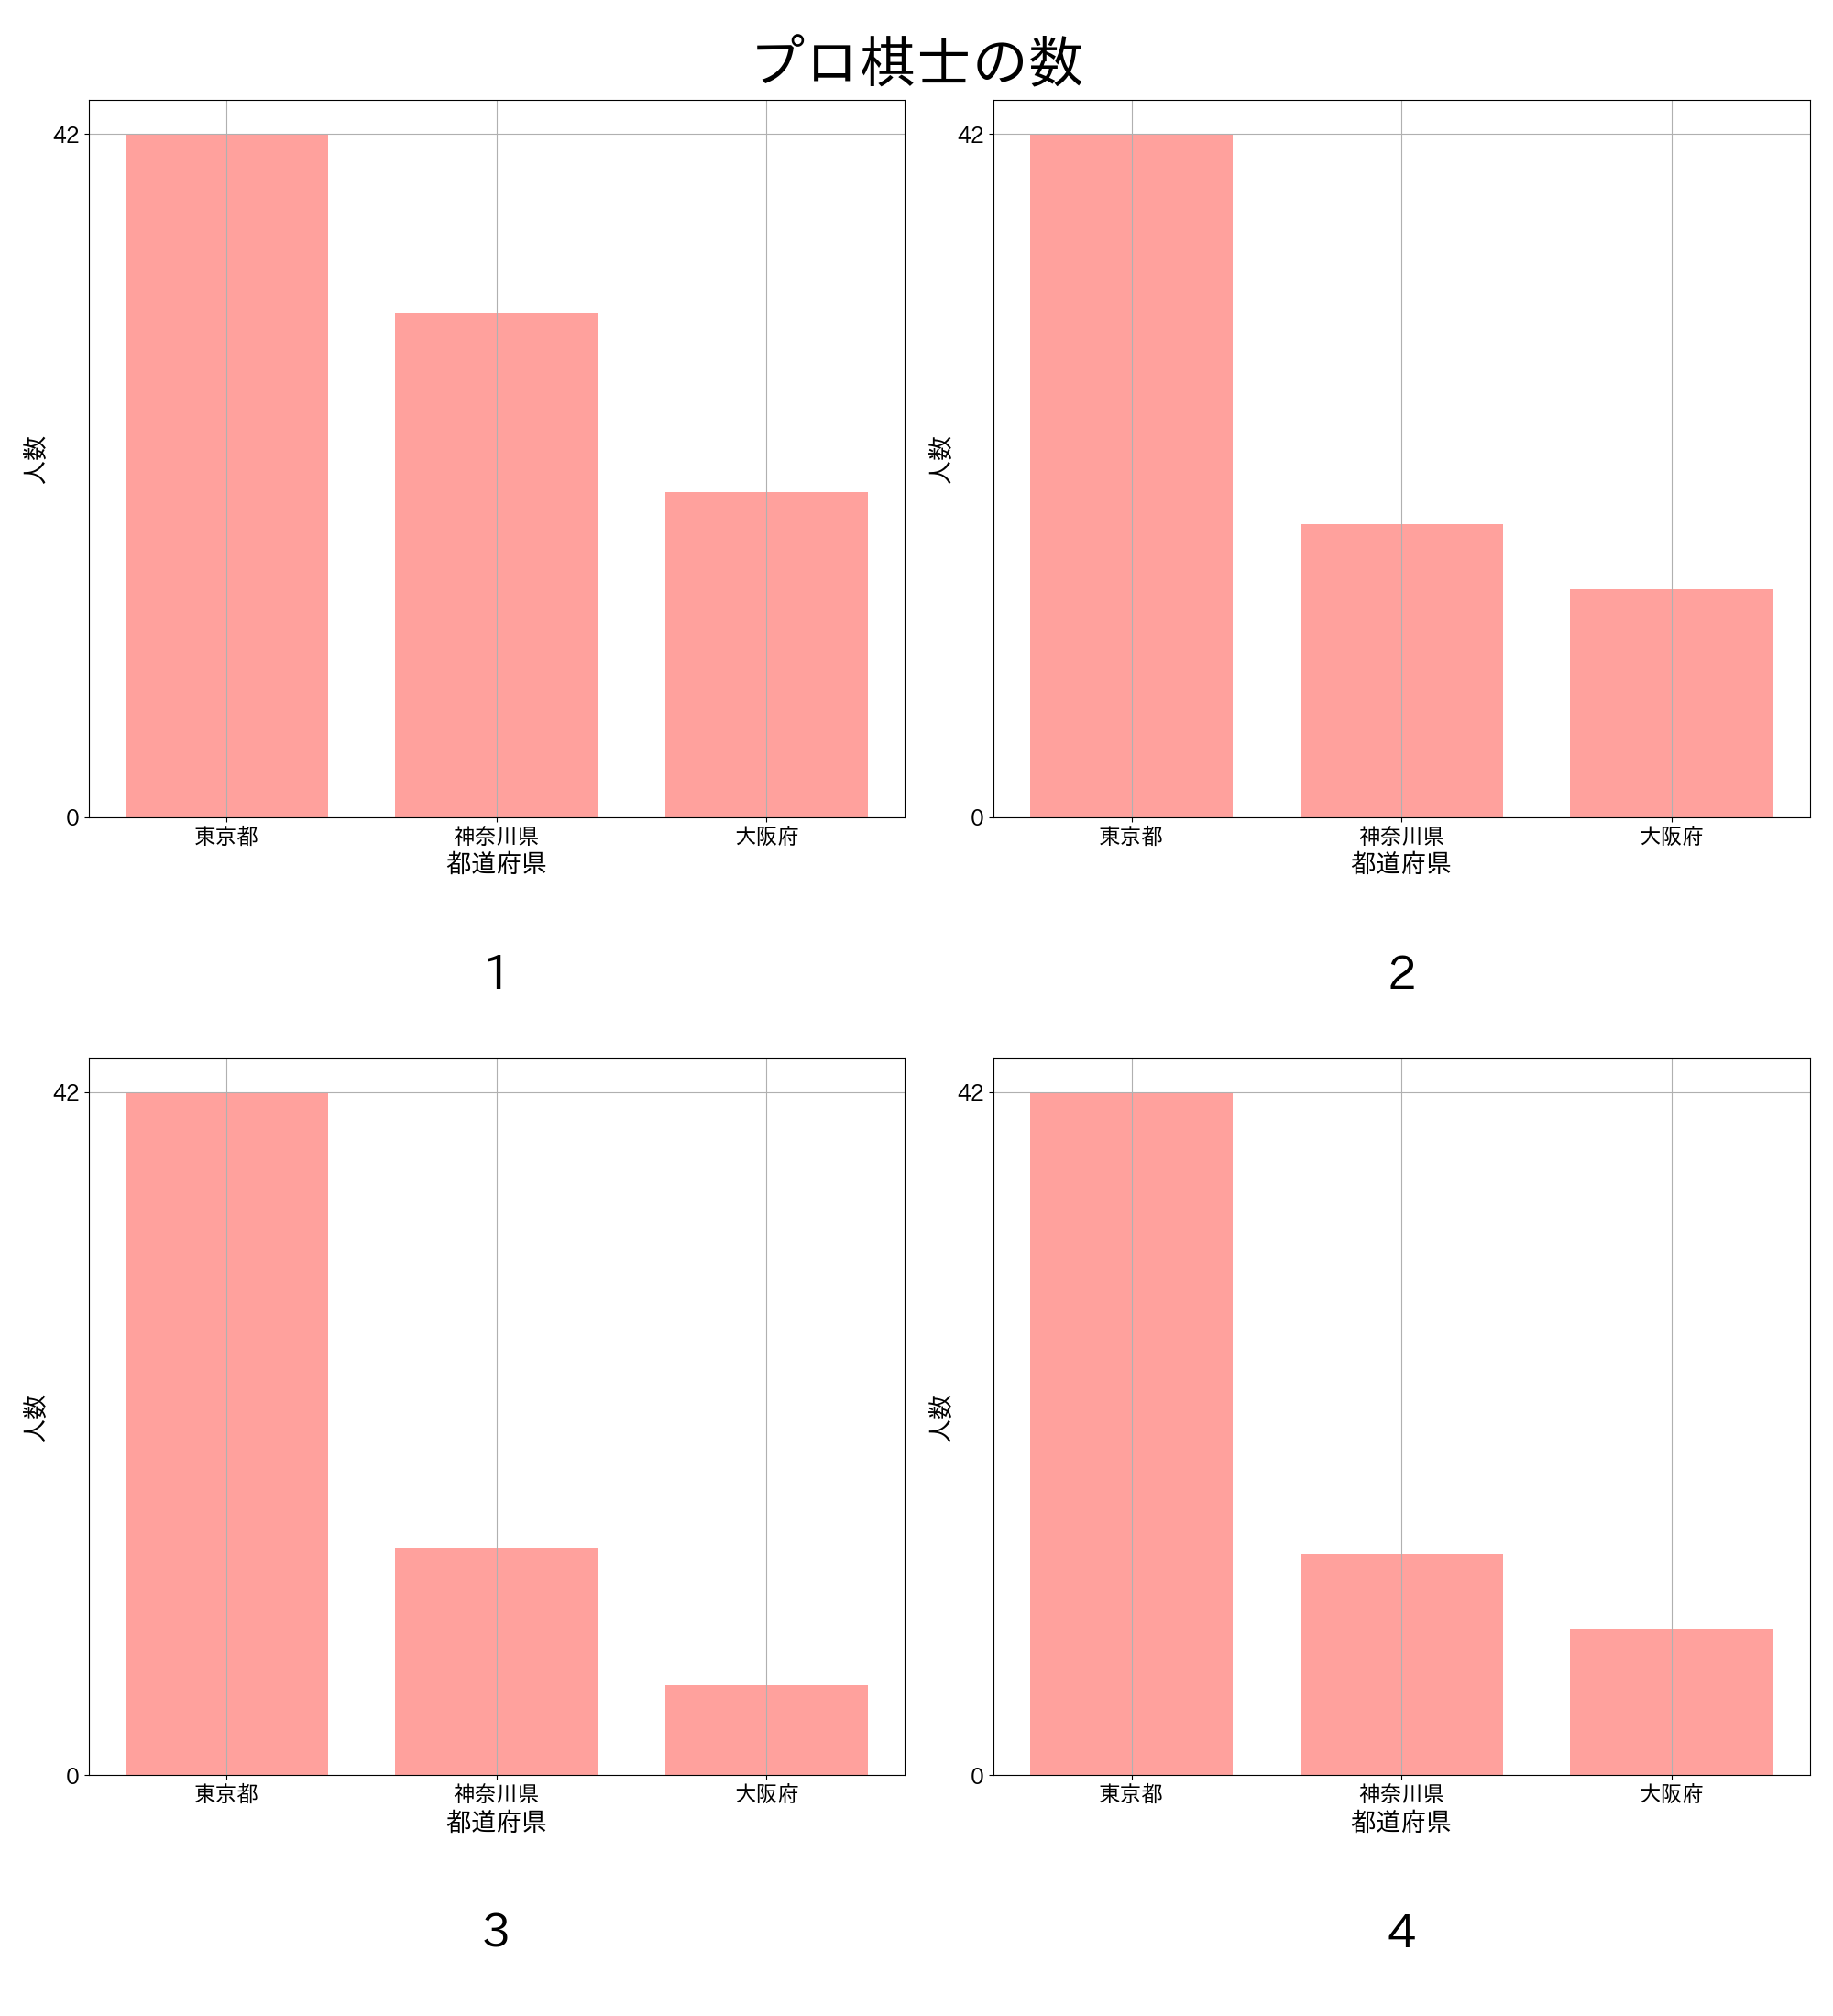 プロ棋士の数
42
0
人数
東京都 神奈川県 大阪府
都道府県
1
42
0
人数
東京都 神奈川県 大阪府
都道府県
2
42
0
人数
東京都 神奈川県 大阪府
都道府県
3
42
0
人数
東京都 神奈川県 大阪府
都道府県
4